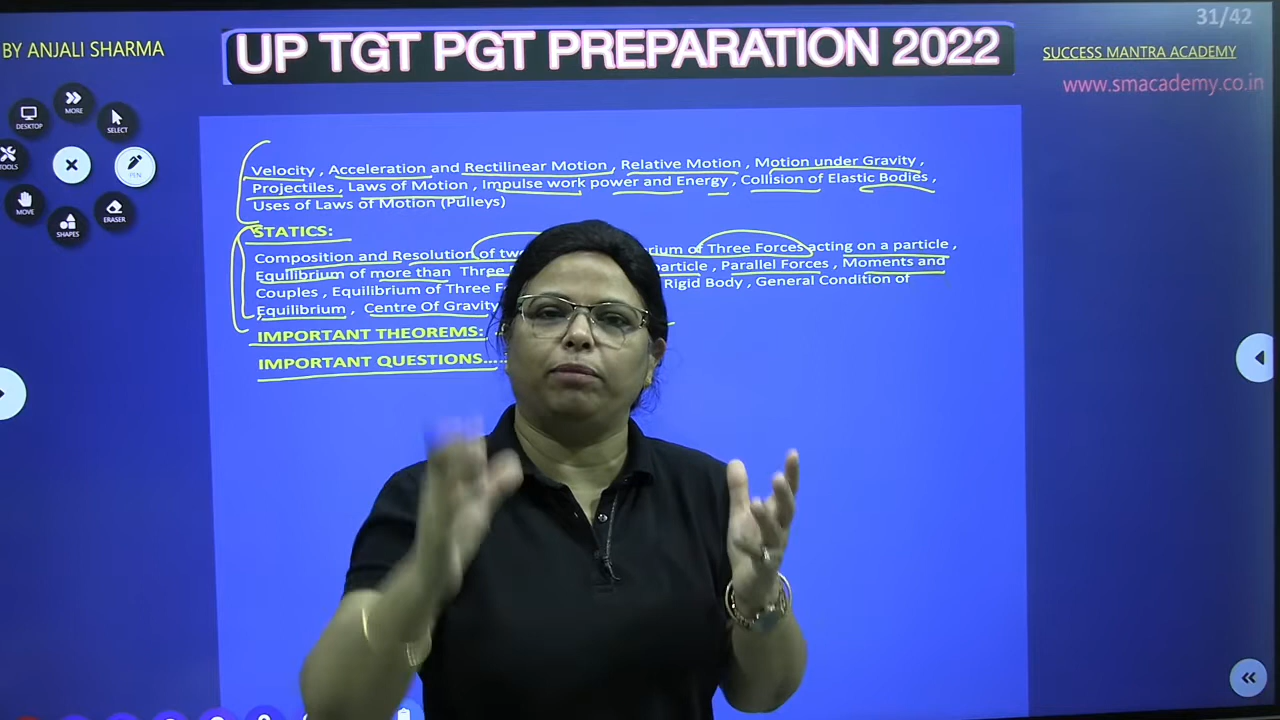 31/42
BY ANJALI SHARMA
UP TGT PGT PREPARATION 2022
SUCCESS MANTRA ACADEMY
www.smacademy.co.in
MORE
DESKTOP
SELECT
TOOLS
PEN
MOVE
SHAPES
ERASER
Velocity , Acceleration and Rectilinear Motion , Relative Motion , Motion under Gravity ,
Projectiles , Laws of Motion , Impulse work power and Energy , Collision of Elastic Bodies ,
Uses of Laws of Motion (Pulleys)
STATICS:
Composition and Resolution of of Three Forces acting on a particle ,
Equilibrium of more than Three particle , Parallel Forces , Moments and
Couples , Equilibrium of Three Rigid Body , General Condition of
Equilibrium , Centre Of Gravity
IMPORTANT THEOREMS:
IMPORTANT QUESTIONS.....